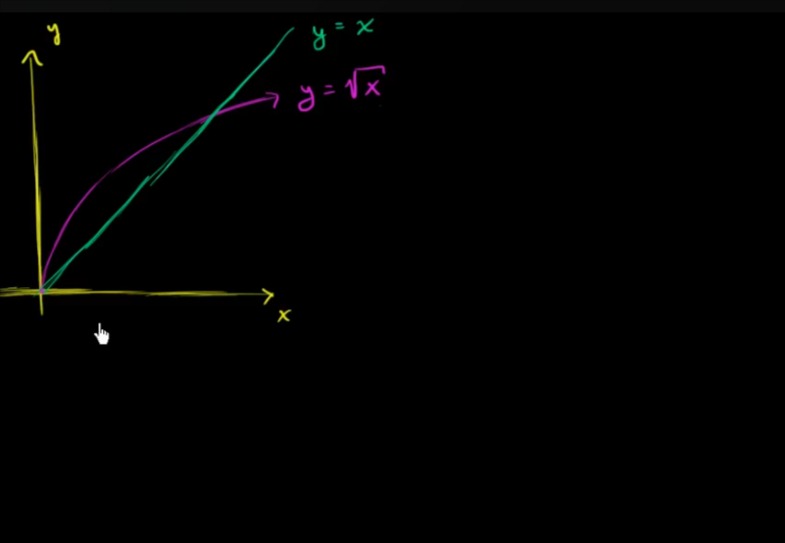 y
y = x
y = √x
x